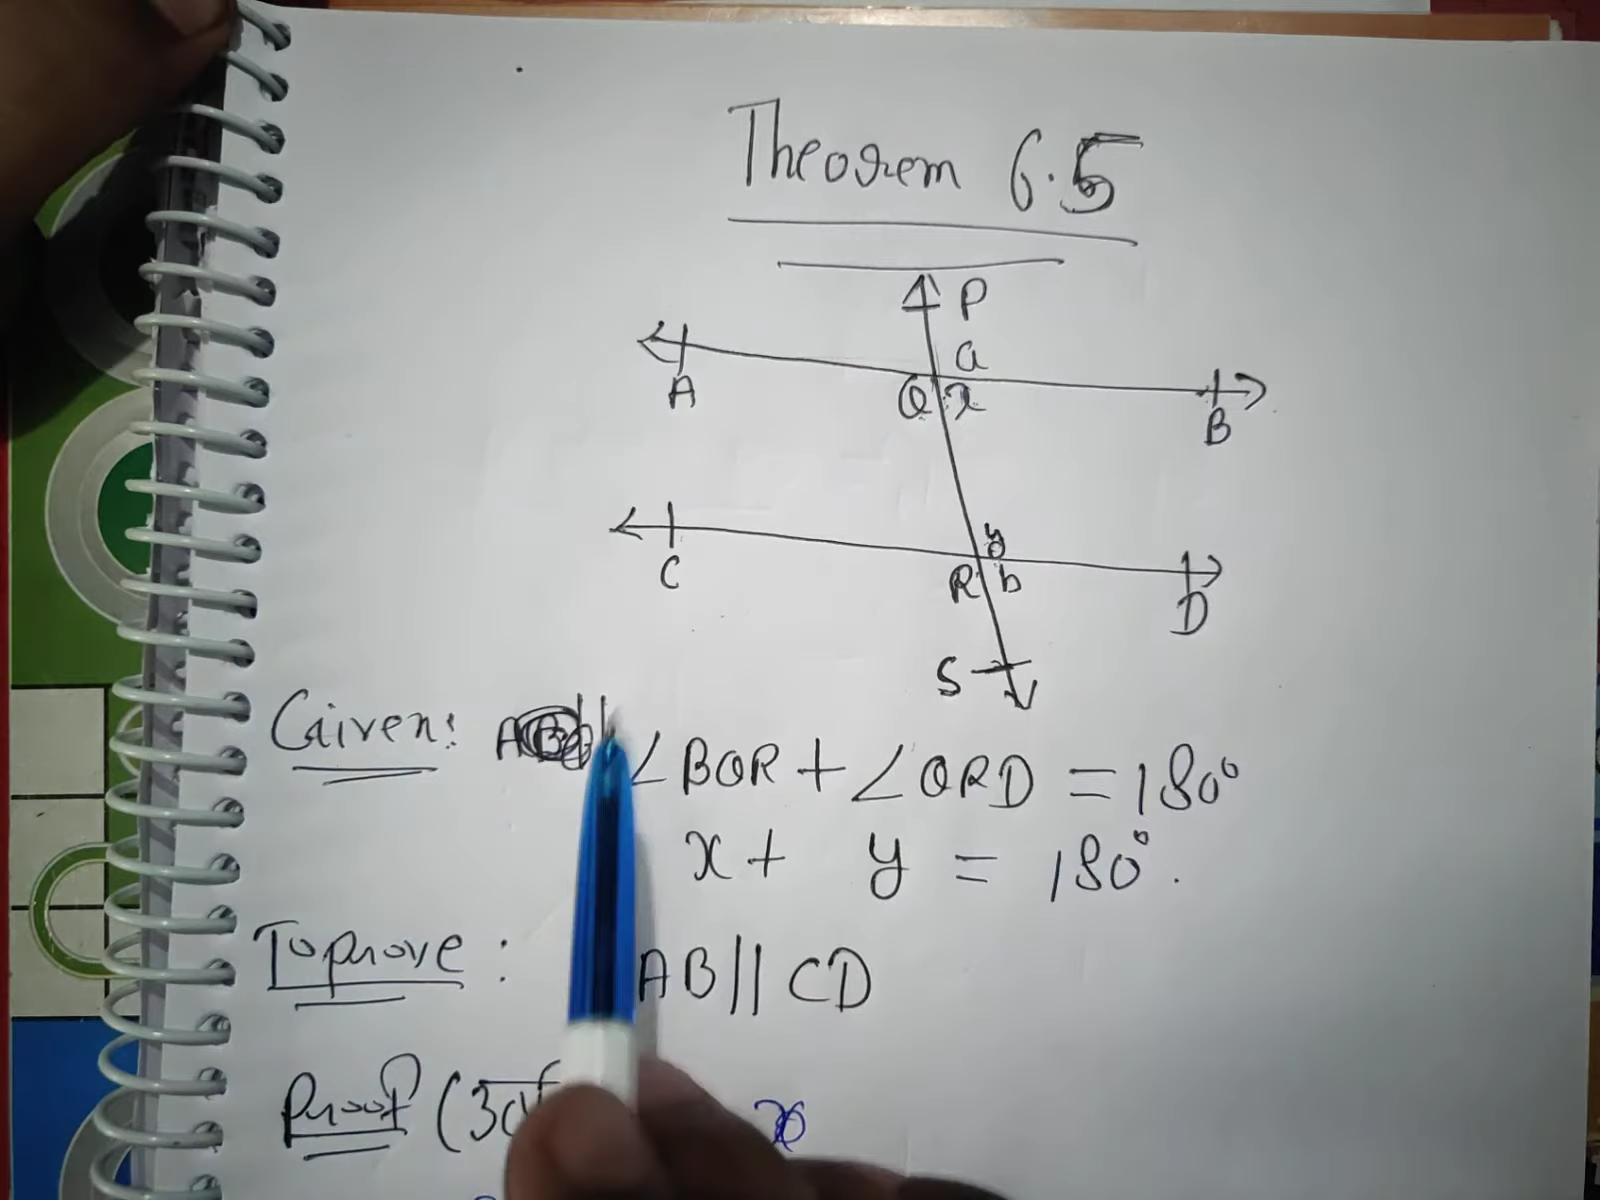 Theorem 6.5
P
a
A
Q x
B
y
C
R b
D
S
Given: ∠BQR + ∠QRD = 180°
x + y = 180°.
To prove : AB || CD
Proof (
x